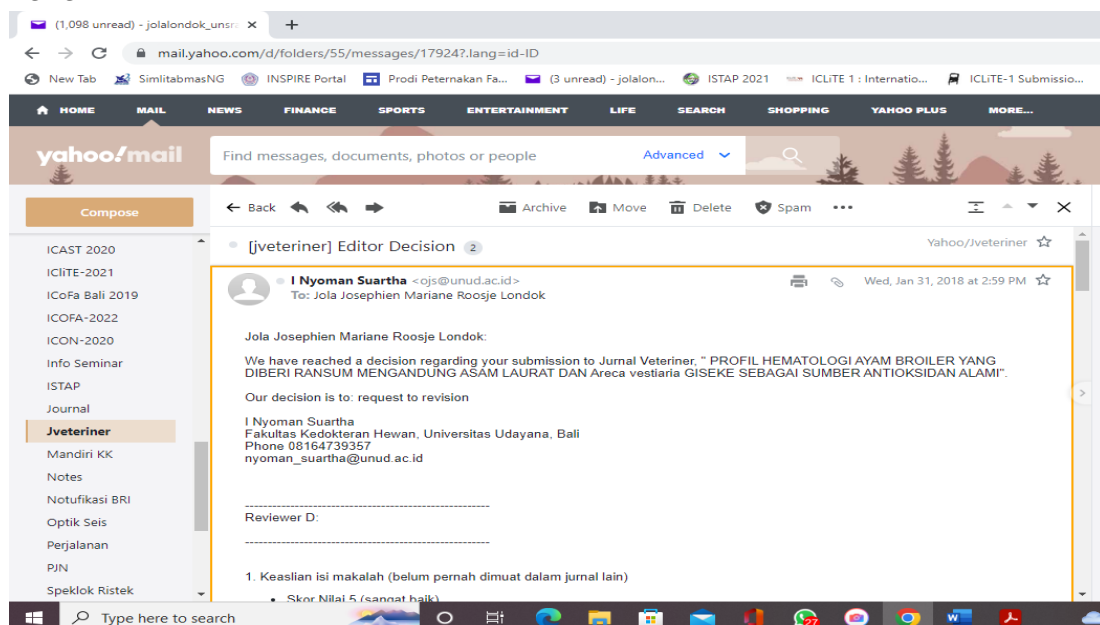 (1,098 unread) - jolalondok_unsr
mail.yahoo.com/d/folders/55/messages/17924?.lang=id-ID
New Tab SimlitabmasNG INSPIRE Portal Prodi Peternakan Fa... (3 unread) - jolalon... ISTAP 2021 ICLiTE 1 : Internatio... ICLiTE-1 Submissio...
HOME MAIL NEWS FINANCE SPORTS ENTERTAINMENT LIFE SEARCH SHOPPING YAHOO PLUS MORE...
yahoo!mail
Find messages, documents, photos or people Advanced
Compose
Back Archive Move Delete Spam
ICAST 2020
ICliTE-2021
ICoFa Bali 2019
ICOFA-2022
ICON-2020
Info Seminar
ISTAP
Journal
Jveteriner
Mandiri KK
Notes
Notufikasi BRI
Optik Seis
Perjalanan
PJN
Speklok Ristek
[jveteriner] Editor Decision 2
Yahoo/Jveteriner
I Nyoman Suartha <ojs@unud.ac.id>
Wed, Jan 31, 2018 at 2:59 PM
To: Jola Josephien Mariane Roosje Londok
Jola Josephien Mariane Roosje Londok:
We have reached a decision regarding your submission to Jurnal Veteriner, " PROFIL HEMATOLOGI AYAM BROILER YANG
DIBERI RANSUM MENGANDUNG ASAM LAURAT DAN Areca vestiaria GISEKE SEBAGAI SUMBER ANTIOKSIDAN ALAMI".
Our decision is to: request to revision
I Nyoman Suartha
Fakultas Kedokteran Hewan, Universitas Udayana, Bali
Phone 08164739357
nyoman_suartha@unud.ac.id
------------------------------------------------------
Reviewer D:
------------------------------------------------------
1. Keaslian isi makalah (belum pernah dimuat dalam jurnal lain)
• Skor Nilai 5 (sangat baik)
Type here to search
27